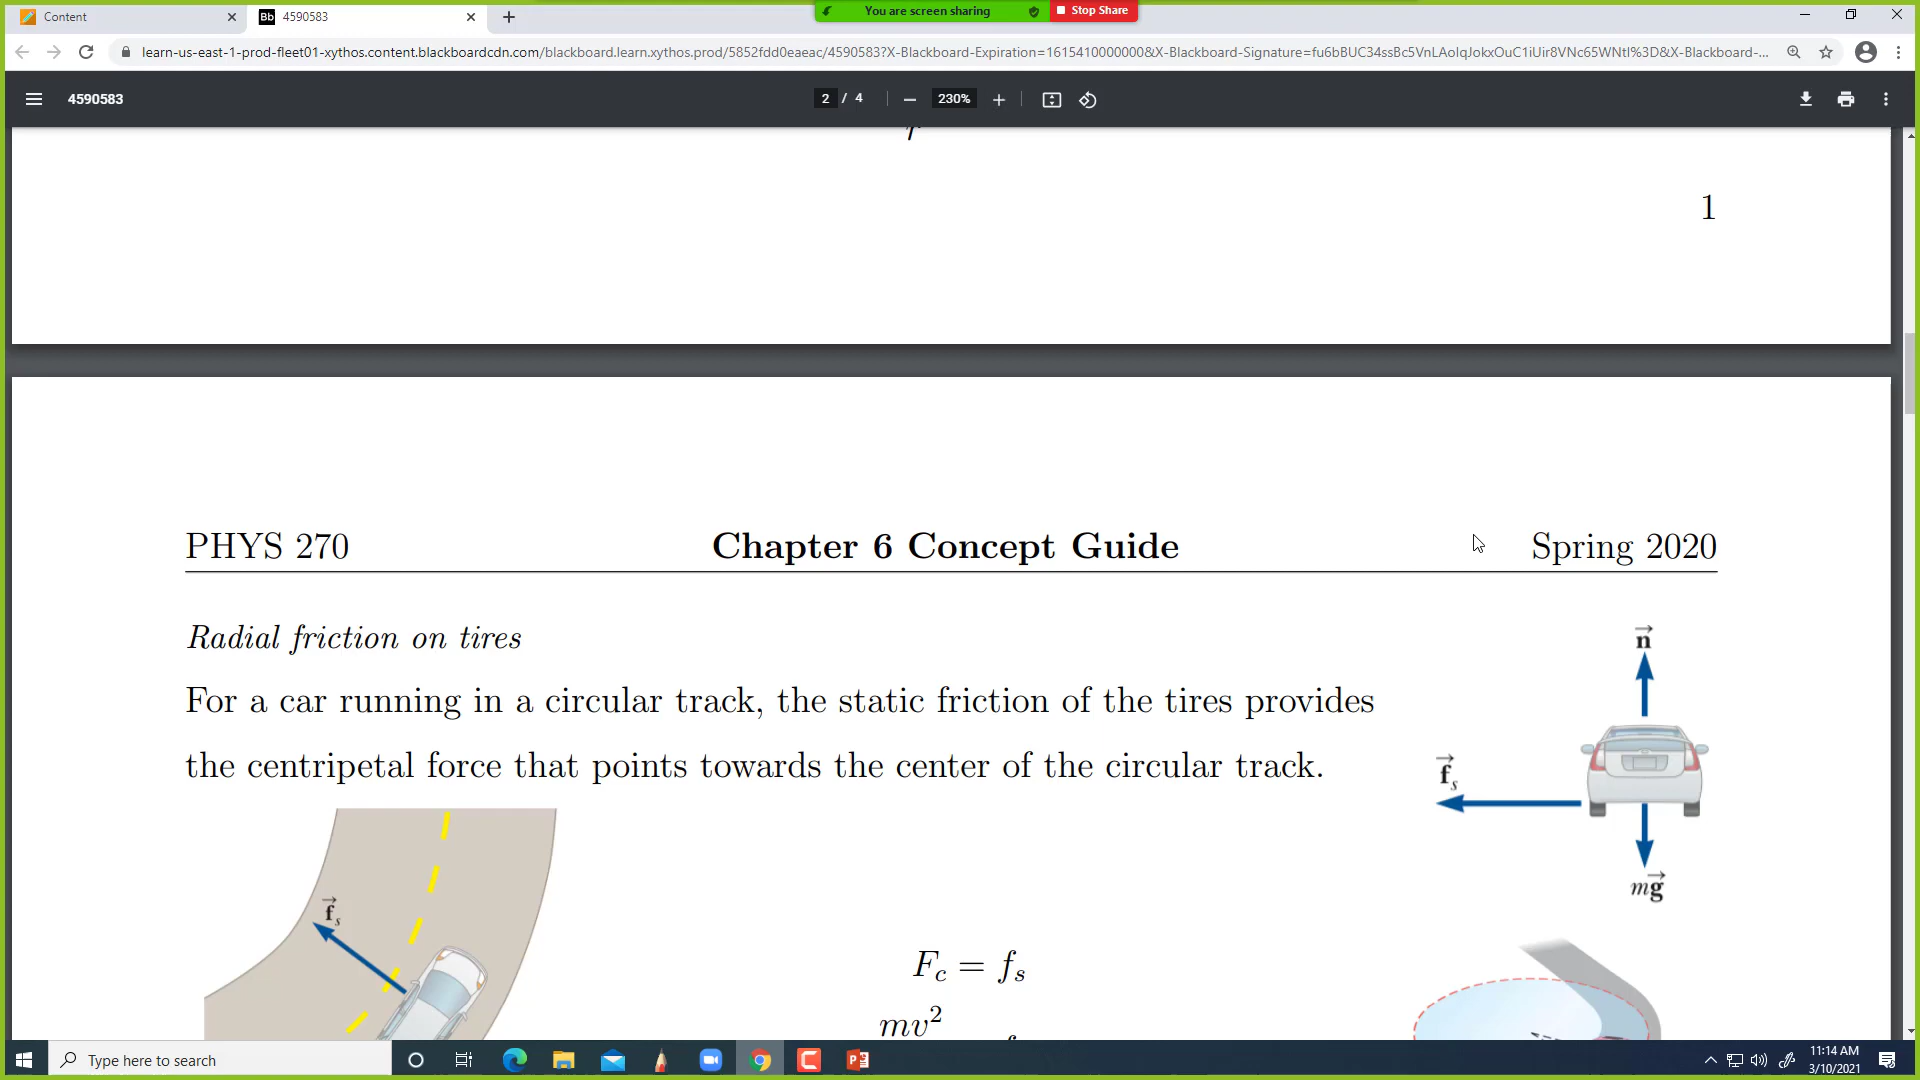 Content
Bb 4590583
You are screen sharing
Stop Share
learn-us-east-1-prod-fleet01-xythos.content.blackboardcdn.com/blackboard.learn.xythos.prod/5852fdd0eaeac/4590583?X-Blackboard-Expiration=1615410000000&X-Blackboard-Signature=fu6bBUC34ssBc5VnLAoIqJokxOuC1iUir8VNc65WNtI%3D&X-Blackboard-...
4590583
2 / 4
230%
r
1
PHYS 270 Chapter 6 Concept Guide Spring 2020
Radial friction on tires
For a car running in a circular track, the static friction of the tires provides
the centripetal force that points towards the center of the circular track.
n⃗
f⃗s
mg⃗
f⃗s
Fc = fs
mv²
Type here to search
11:14 AM
3/10/2021